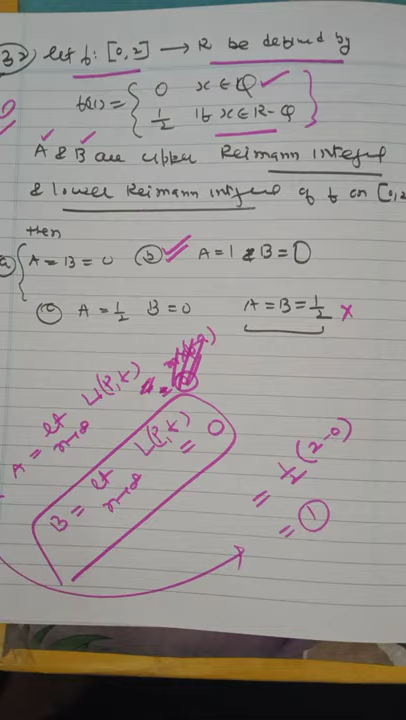 32) let f: [0,2] → R be defined by
f(x) = { 0 x ∈ Q
1/2 if x ∈ R-Q }
A & B are upper Reimann integral
& lower Reimann integral of f on [0,2
then
(a) A = B = 0 (b) A = 1 & B = 0
(c) A = 1/2 B = 0 A = B = 1/2 ×
A = lt n→∞ U(P,f) =
B = lt n→∞ L(P,f) = 0
= 1/2 (2-0)
= 1